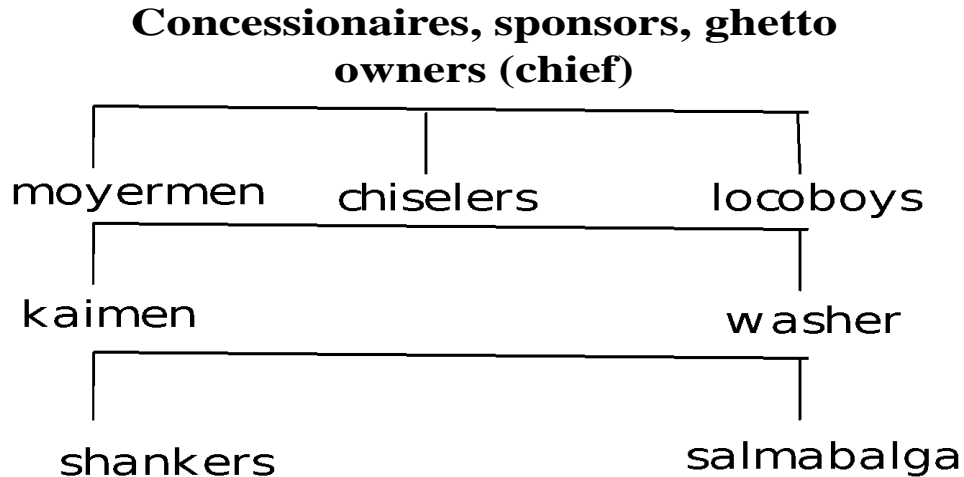 Concessionaires, sponsors, ghetto
owners (chief)
moyermen chiselers locoboys
kaimen washer
shankers salmabalga